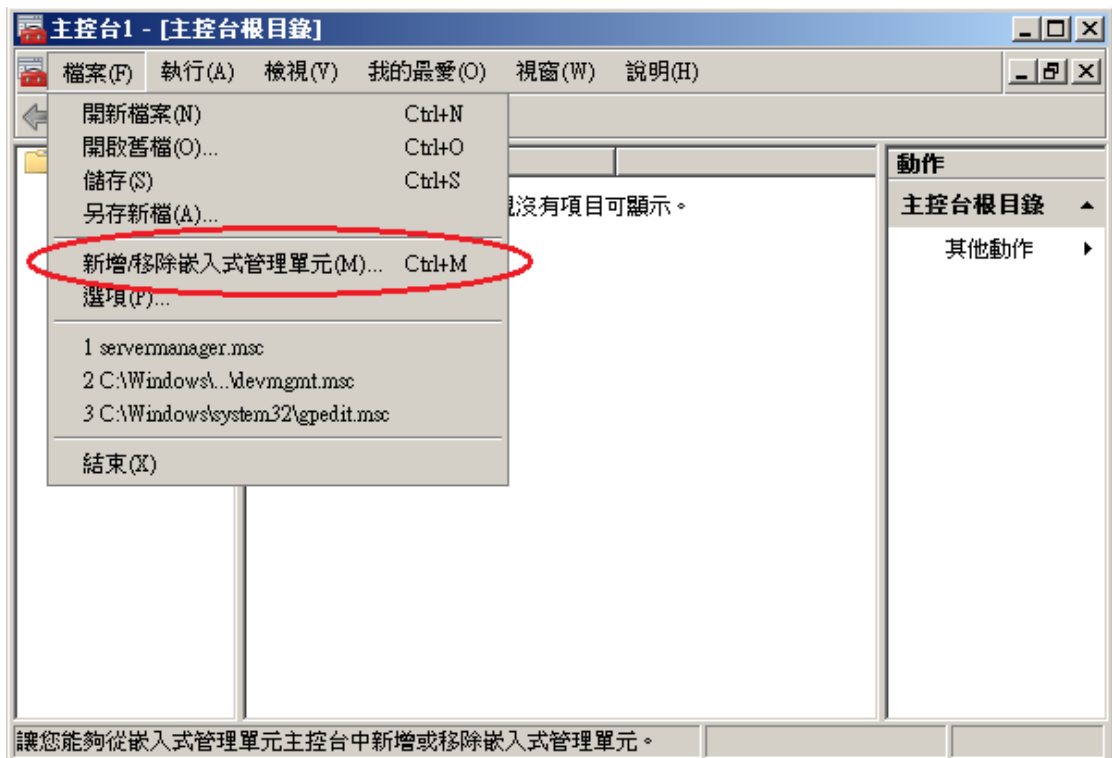 主控台1 - [主控台根目錄]
檔案(F) 執行(A) 檢視(V) 我的最愛(O) 視窗(W) 說明(H)
開新檔案(N) Ctrl+N
開啟舊檔(O)... Ctrl+O
儲存(S) Ctrl+S
另存新檔(A)...
新增/移除嵌入式管理單元(M)... Ctrl+M
選項(P)...
1 servermanager.msc
2 C:\Windows\...\devmgmt.msc
3 C:\Windows\system32\gpedit.msc
結束(X)
沒有項目可顯示。
動作
主控台根目錄
其他動作
讓您能夠從嵌入式管理單元主控台中新增或移除嵌入式管理單元。